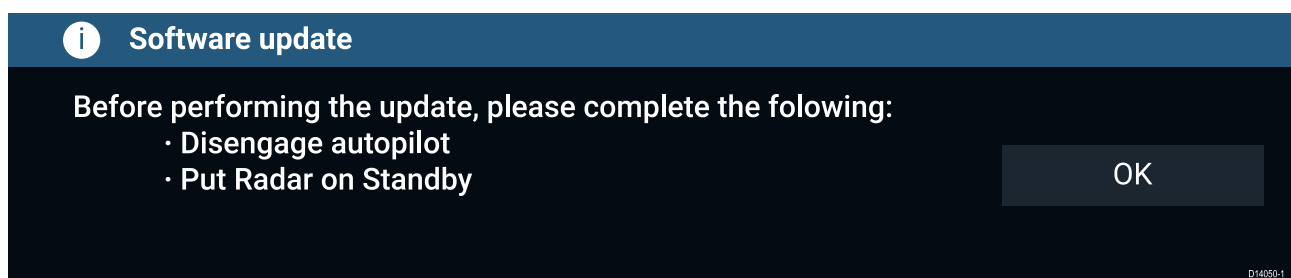 i Software update
Before performing the update, please complete the folowing:
· Disengage autopilot
· Put Radar on Standby
OK
D14050-1